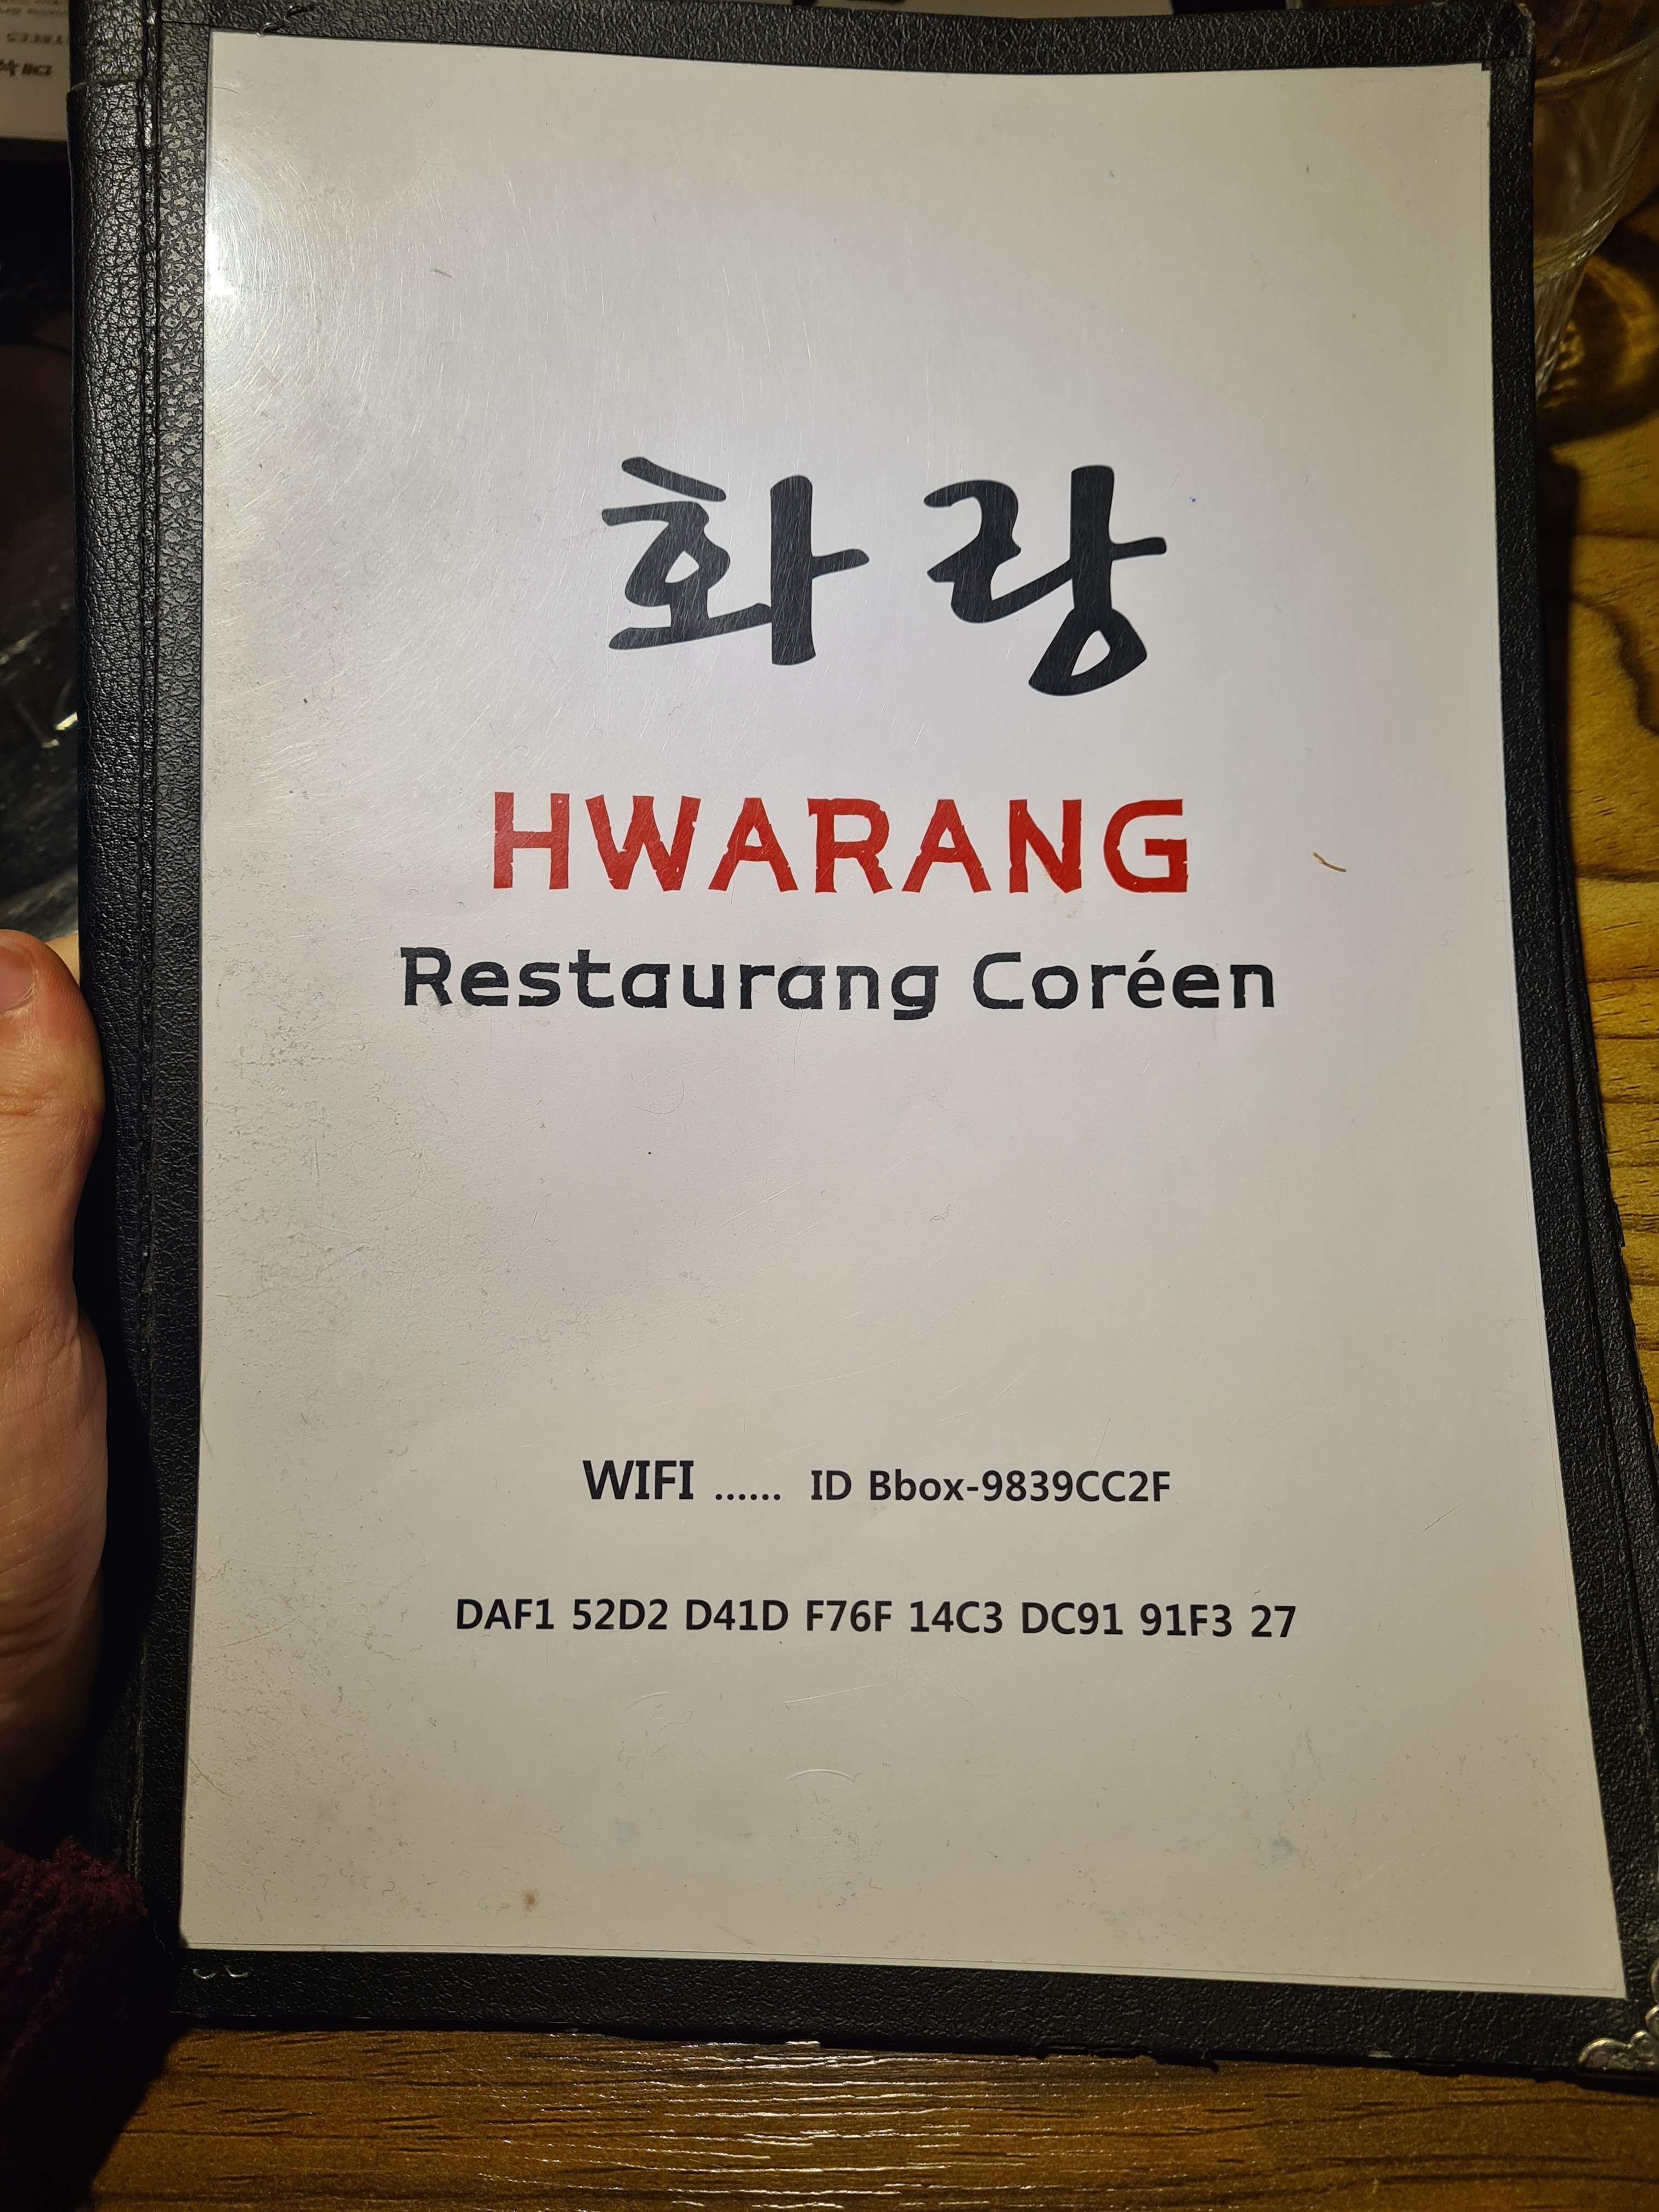 화랑
HWARANG
Restaurang Coréen
WIFI ...... ID Bbox-9839CC2F
DAF1 52D2 D41D F76F 14C3 DC91 91F3 27